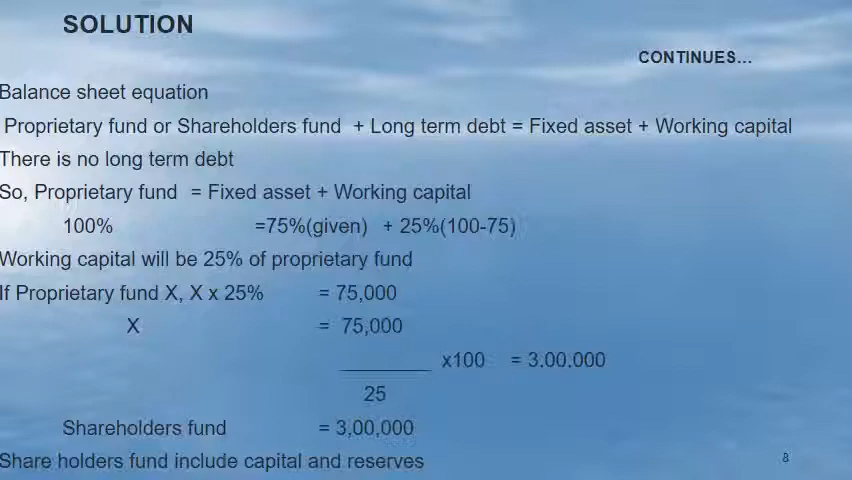 SOLUTION
CONTINUES...
Balance sheet equation
Proprietary fund or Shareholders fund + Long term debt = Fixed asset + Working capital
There is no long term debt
So, Proprietary fund = Fixed asset + Working capital
100% =75%(given) + 25%(100-75)
Working capital will be 25% of proprietary fund
If Proprietary fund X, X x 25% = 75,000
X = 75,000
x100 = 3.00.000
25
Shareholders fund = 3,00,000
Share holders fund include capital and reserves
8